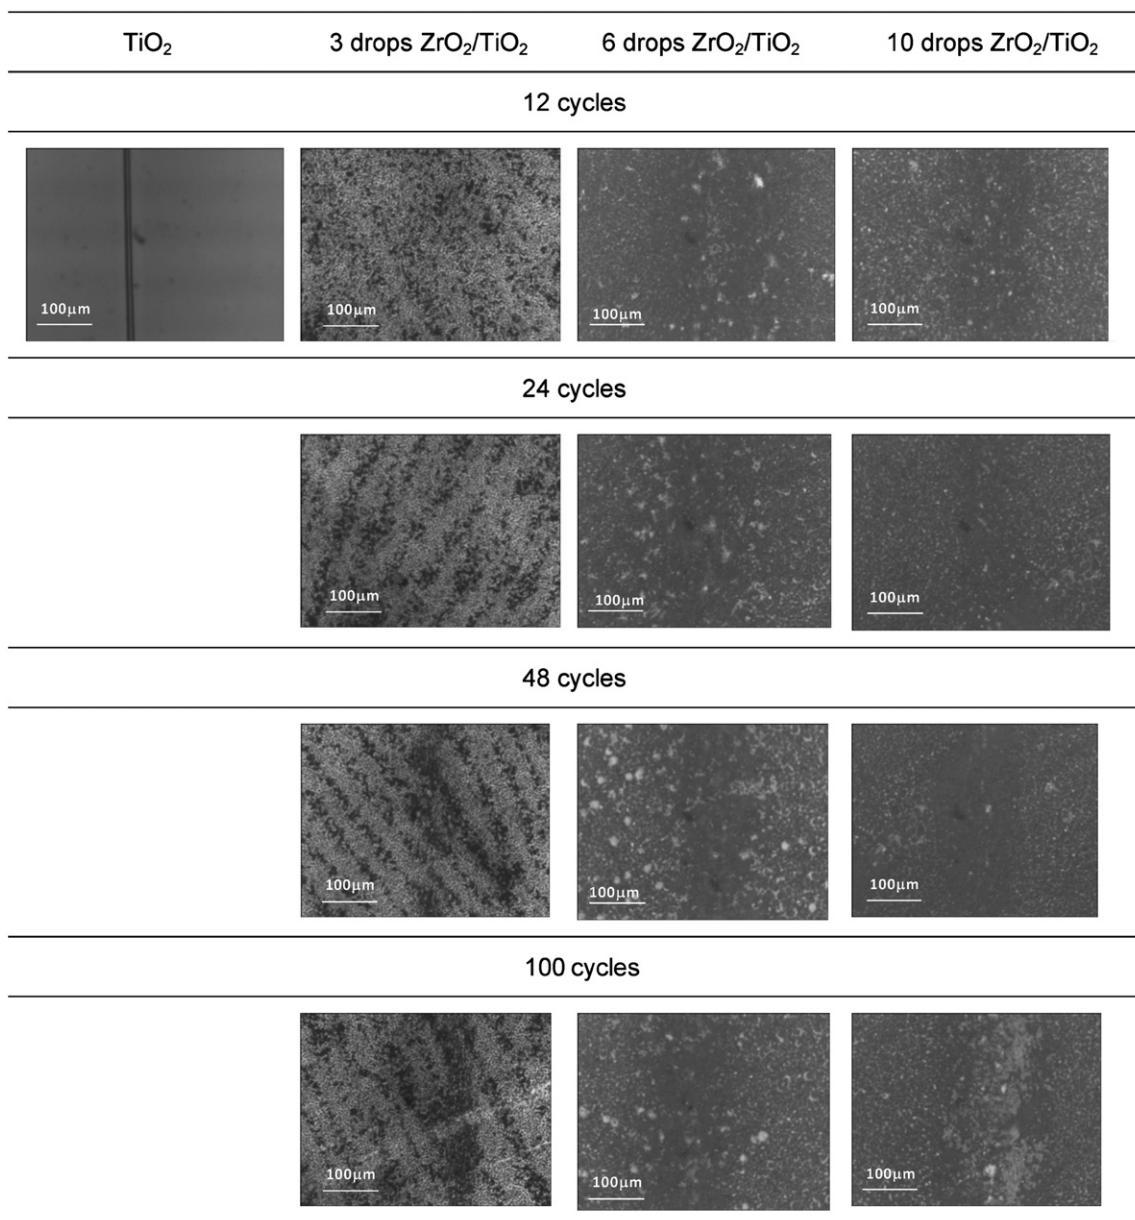 TiO₂ 3 drops ZrO₂/TiO₂ 6 drops ZrO₂/TiO₂ 10 drops ZrO₂/TiO₂
12 cycles
100µm 100µm 100µm 100µm
24 cycles
100µm 100µm 100µm
48 cycles
100µm 100µm 100µm
100 cycles
100µm 100µm 100µm